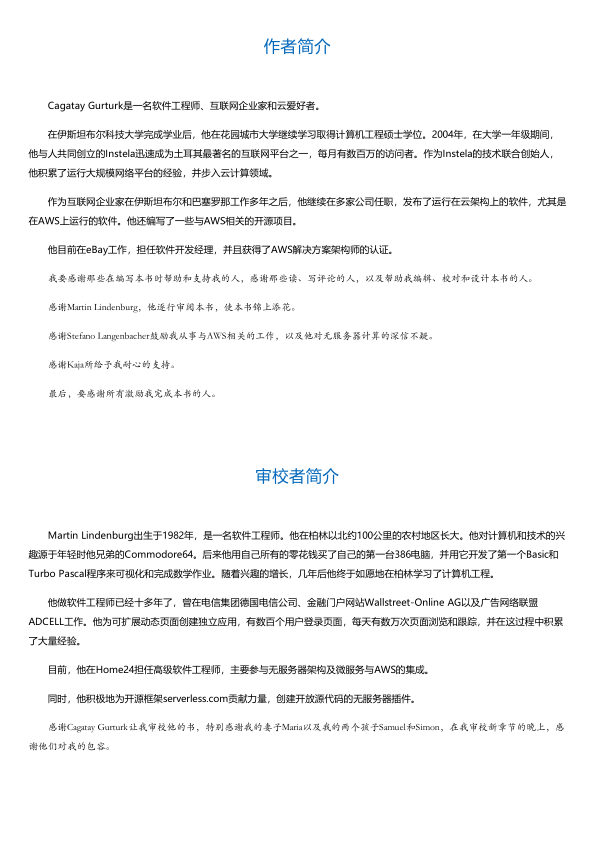 作者简介
Cagatay Gurturk是一名软件工程师、互联网企业家和云爱好者。
在伊斯坦布尔科技大学完成学业后，他在花园城市大学继续学习取得计算机工程硕士学位。2004年，在大学一年级期间，
他与人共同创立的Instela迅速成为土耳其最著名的互联网平台之一，每月有数百万的访问者。作为Instela的技术联合创始人，
他积累了运行大规模网络平台的经验，并步入云计算领域。
作为互联网企业家在伊斯坦布尔和巴塞罗那工作多年之后，他继续在多家公司任职，发布了运行在云架构上的软件，尤其是
在AWS上运行的软件。他还编写了一些与AWS相关的开源项目。
他目前在eBay工作，担任软件开发经理，并且获得了AWS解决方案架构师的认证。
我要感谢那些在编写本书时帮助和支持我的人，感谢那些读、写评论的人，以及帮助我编辑、校对和设计本书的人。
感谢Martin Lindenburg，他逐行审阅本书，使本书锦上添花。
感谢Stefano Langenbacher鼓励我从事与AWS相关的工作，以及他对无服务器计算的深信不疑。
感谢Kaja所给予我耐心的支持。
最后，要感谢所有激励我完成本书的人。
审校者简介
Martin Lindenburg出生于1982年，是一名软件工程师。他在柏林以北约100公里的农村地区长大。他对计算机和技术的兴
趣源于年轻时他兄弟的Commodore64。后来他用自己所有的零花钱买了自己的第一台386电脑，并用它开发了第一个Basic和
Turbo Pascal程序来可视化和完成数学作业。随着兴趣的增长，几年后他终于如愿地在柏林学习了计算机工程。
他做软件工程师已经十多年了，曾在电信集团德国电信公司、金融门户网站Wallstreet-Online AG以及广告网络联盟
ADCELL工作。他为可扩展动态页面创建独立应用，有数百个用户登录页面，每天有数万次页面浏览和跟踪，并在这过程中积累
了大量经验。
目前，他在Home24担任高级软件工程师，主要参与无服务器架构及微服务与AWS的集成。
同时，他积极地为开源框架serverless.com贡献力量，创建开放源代码的无服务器插件。
感谢Cagatay Gurturk让我审校他的书，特别感谢我的妻子Maria以及我的两个孩子Samuel和Simon，在我审校新章节的晚上，感
谢他们对我的包容。